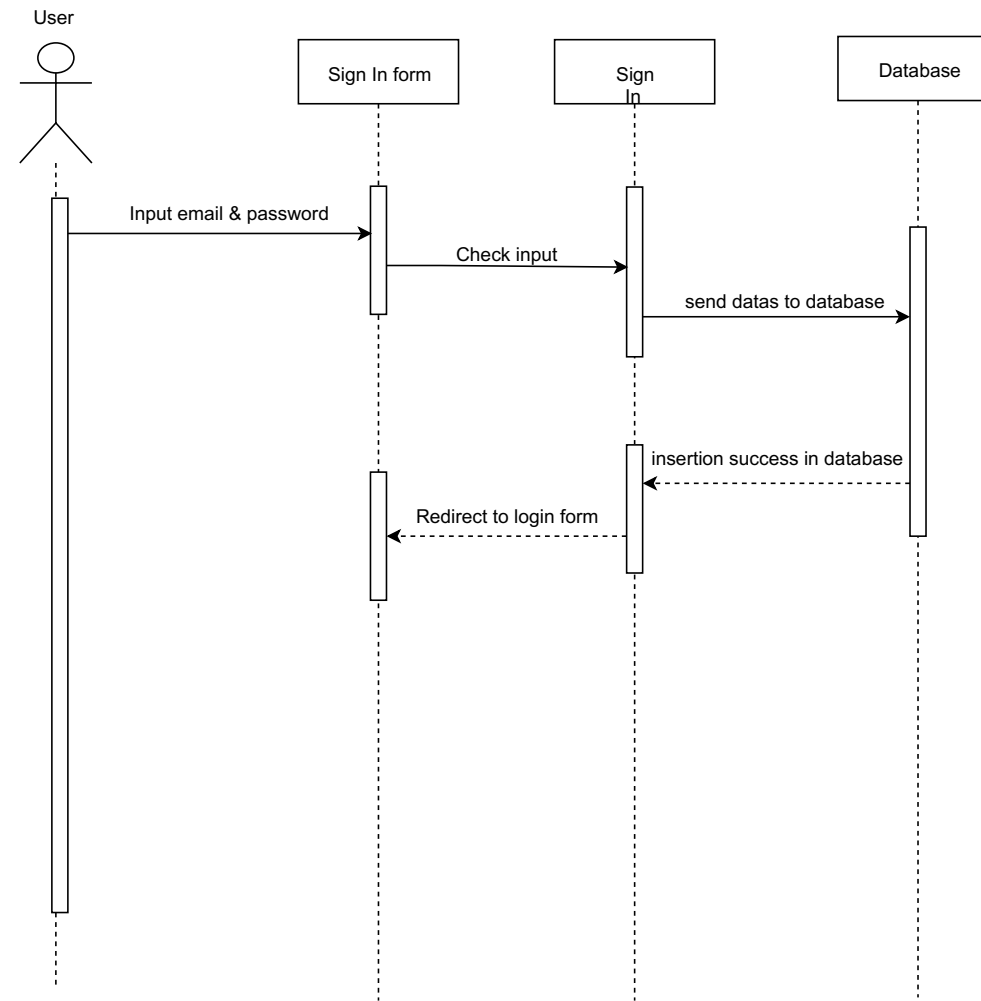 User
Sign In form
Sign
In
Database
Input email & password
Check input
send datas to database
insertion success in database
Redirect to login form